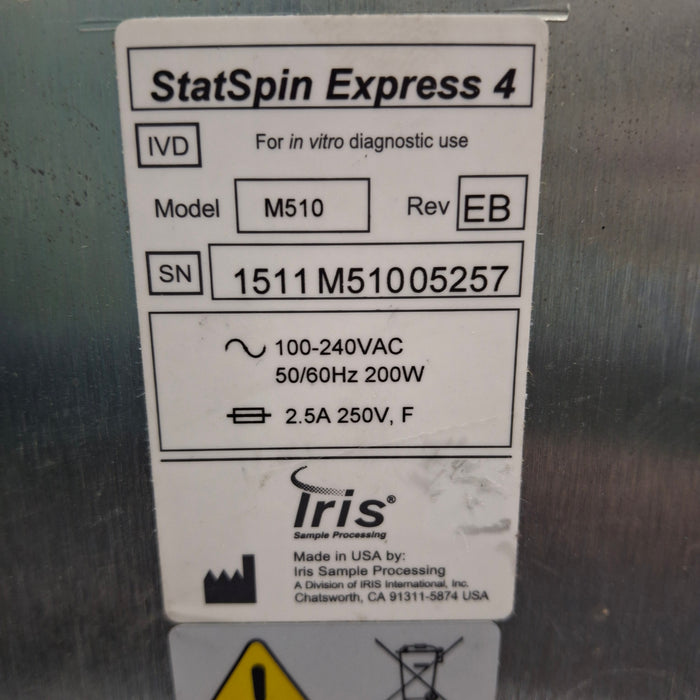 StatSpin Express 4
IVD For in vitro diagnostic use
Model M510 Rev EB
SN 1511 M51005257
100-240VAC
50/60Hz 200W
2.5A 250V, F
Iris®
Sample Processing
Made in USA by:
Iris Sample Processing
A Division of IRIS International, Inc.
Chatsworth, CA 91311-5874 USA